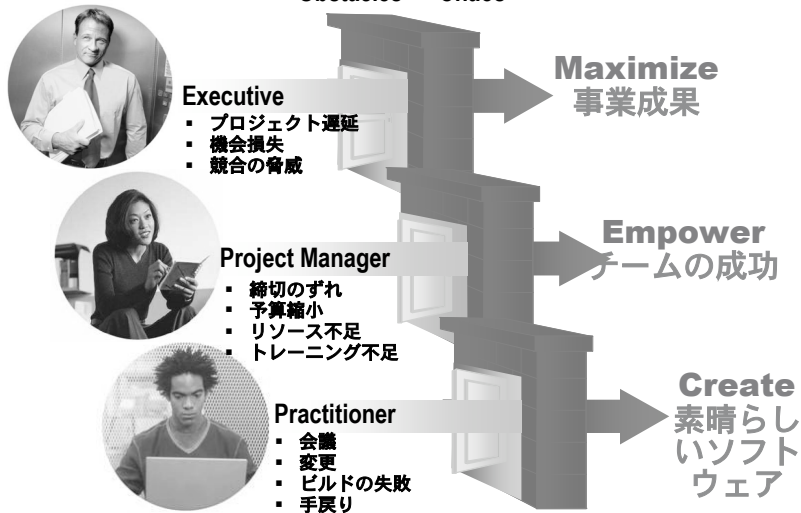 Executive
▪ プロジェクト遅延
▪ 機会損失
▪ 競合の脅威
Maximize
事業成果
Project Manager
▪ 締切のずれ
▪ 予算縮小
▪ リソース不足
▪ トレーニング不足
Empower
チームの成功
Practitioner
▪ 会議
▪ 変更
▪ ビルドの失敗
▪ 手戻り
Create
素晴らし
いソフト
ウェア